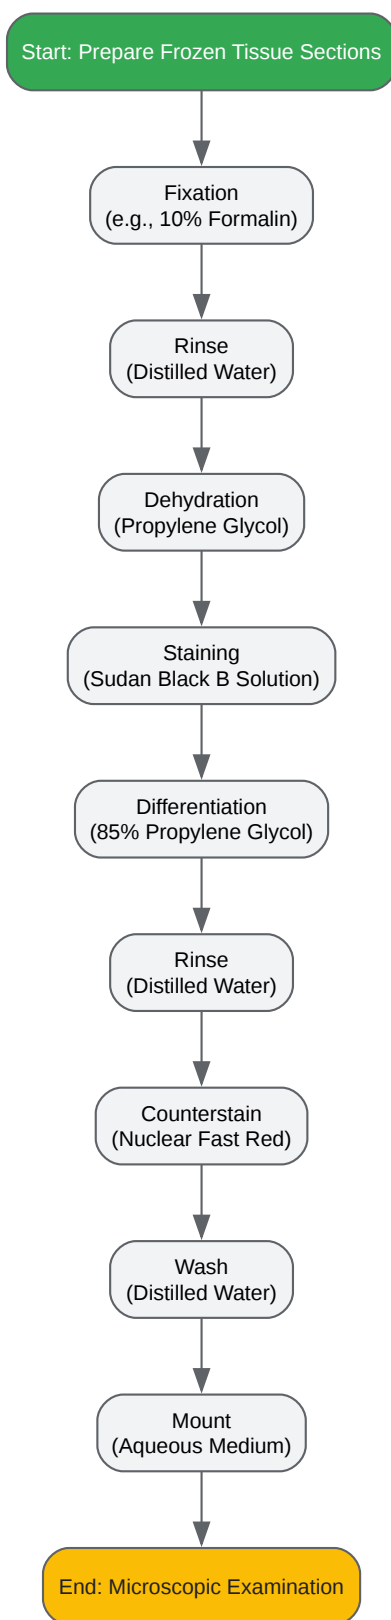 Start: Prepare Frozen Tissue Sections
Fixation
(e.g., 10% Formalin)
Rinse
(Distilled Water)
Dehydration
(Propylene Glycol)
Staining
(Sudan Black B Solution)
Differentiation
(85% Propylene Glycol)
Rinse
(Distilled Water)
Counterstain
(Nuclear Fast Red)
Wash
(Distilled Water)
Mount
(Aqueous Medium)
End: Microscopic Examination